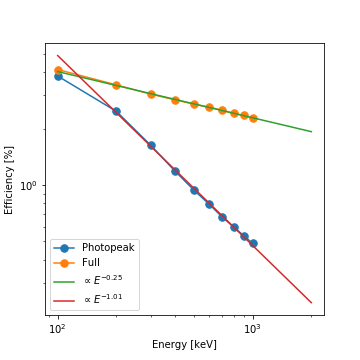 Efficiency [%]
10⁰
Photopeak
Full
∝ E⁻⁰·²⁵
∝ E⁻¹·⁰¹
10² 10³
Energy [keV]